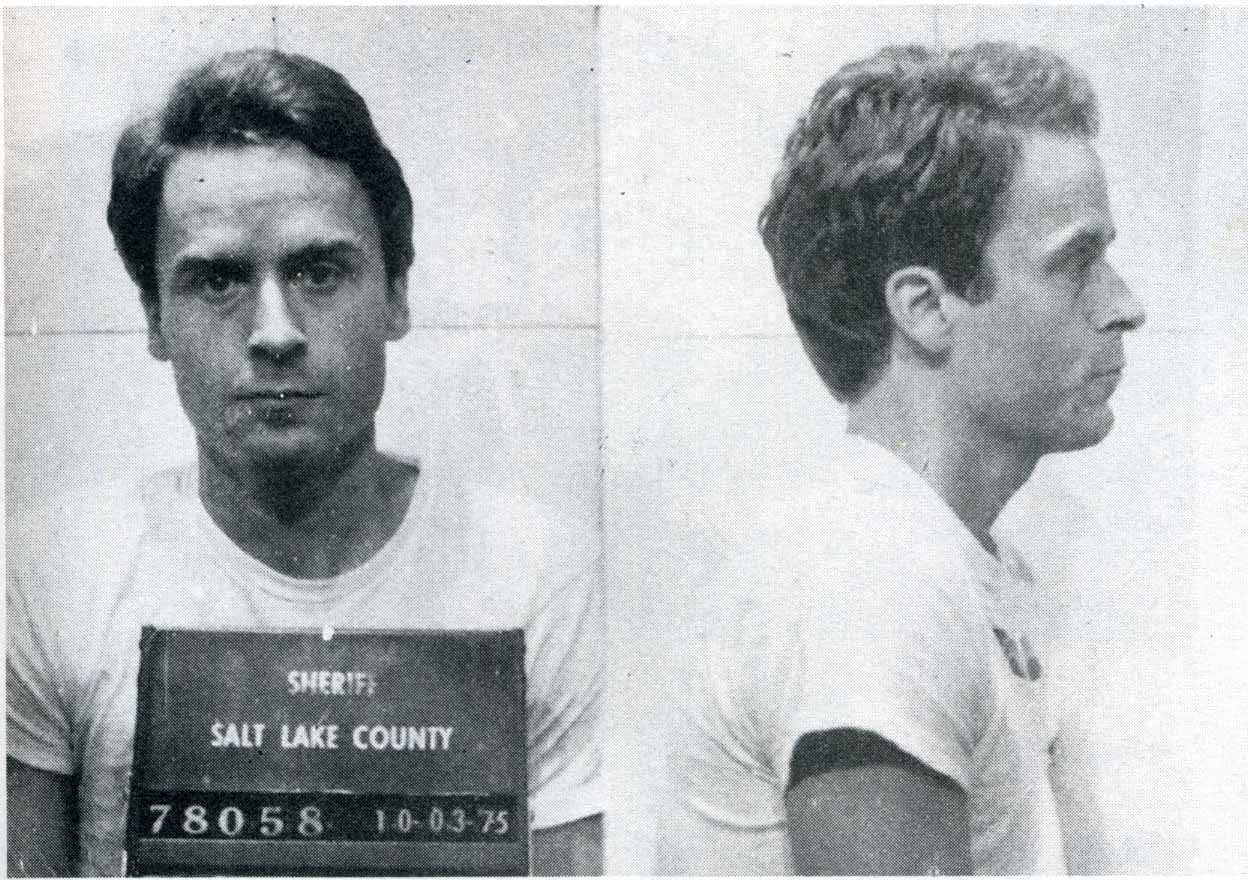 SHERIFF
SALT LAKE COUNTY
78058 10-03-75